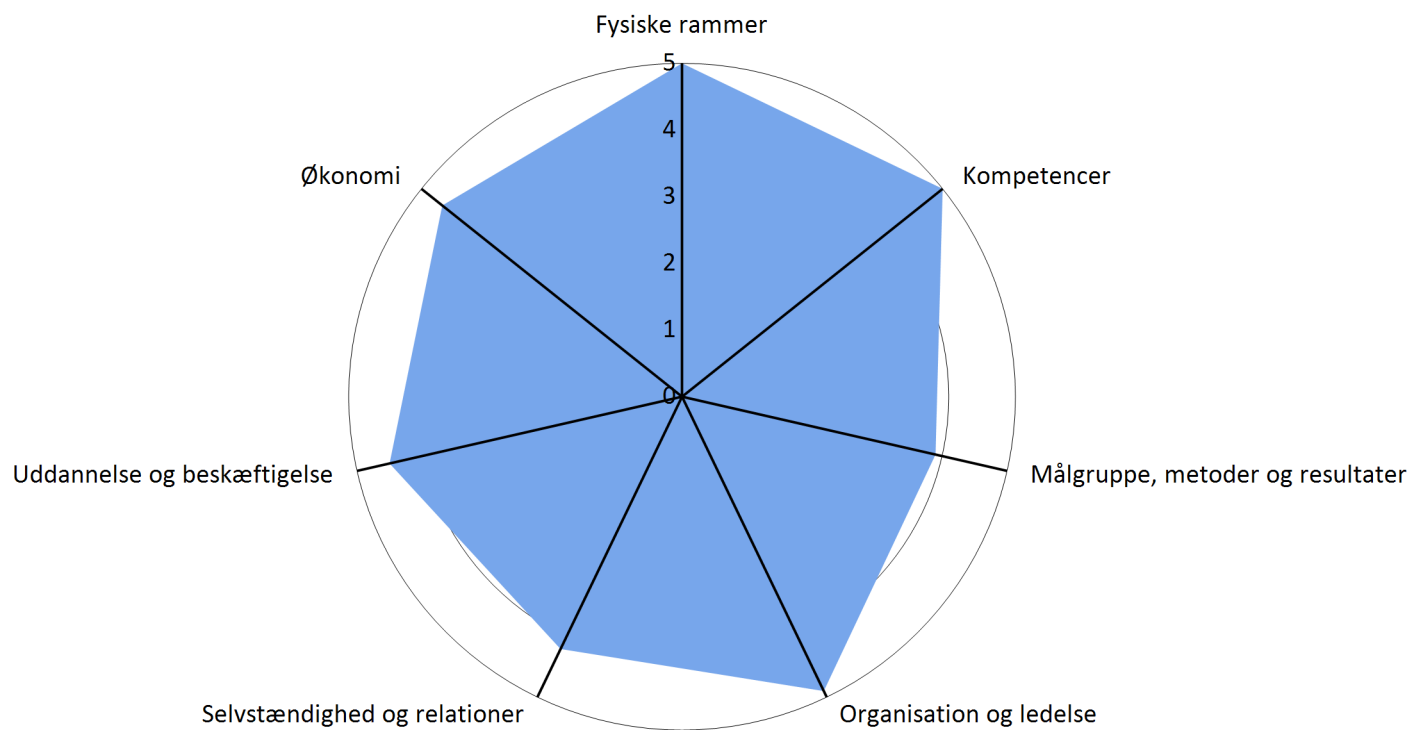 Fysiske rammer
5
4
Økonomi
Kompetencer
3
2
1
0
Uddannelse og beskæftigelse
Målgruppe, metoder og resultater
Selvstændighed og relationer
Organisation og ledelse